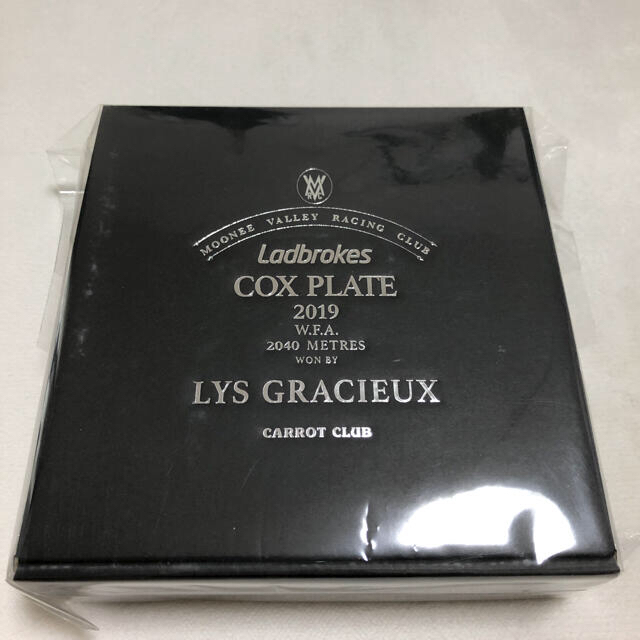 MVRC
MOONEE VALLEY RACING CLUB
Ladbrokes
COX PLATE
2019
W.F.A.
2040 METRES
WON BY
LYS GRACIEUX
CARROT CLUB